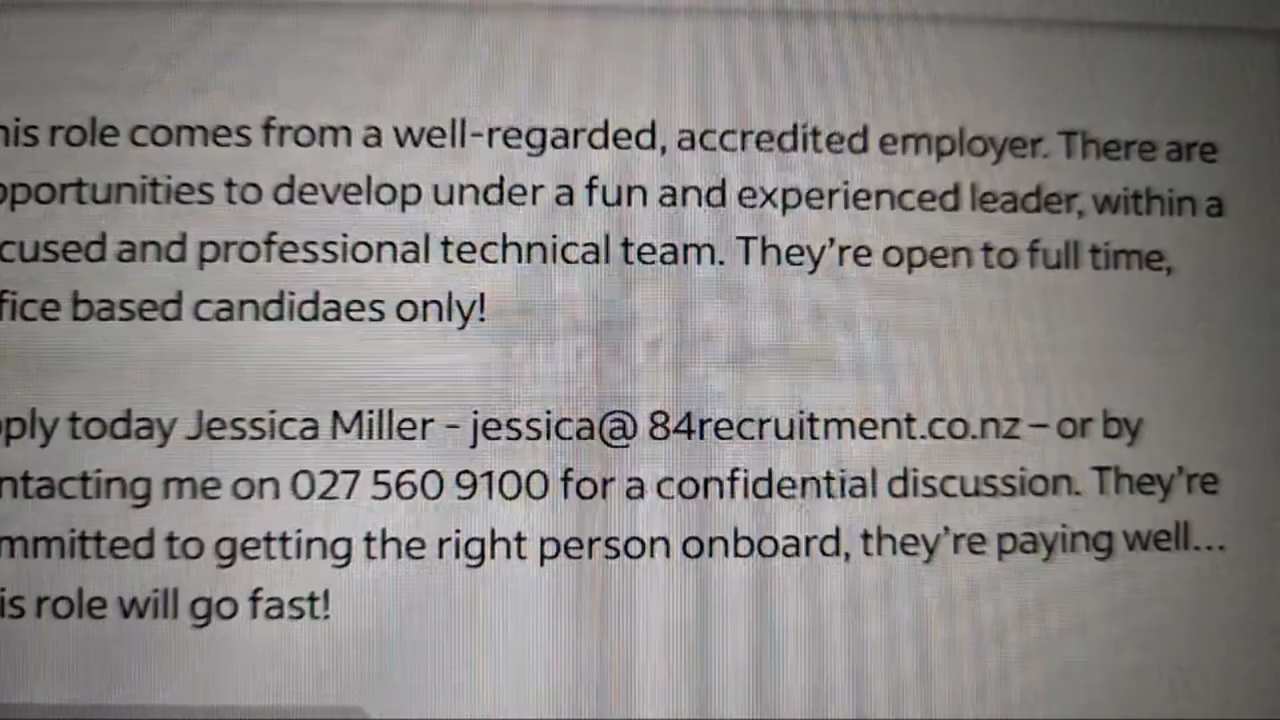 his role comes from a well-regarded, accredited employer. There are
pportunities to develop under a fun and experienced leader, within a
cused and professional technical team. They're open to full time,
fice based candidaes only!
pply today Jessica Miller - jessica@ 84recruitment.co.nz – or by
ntacting me on 027 560 9100 for a confidential discussion. They're
mmitted to getting the right person onboard, they're paying well...
is role will go fast!